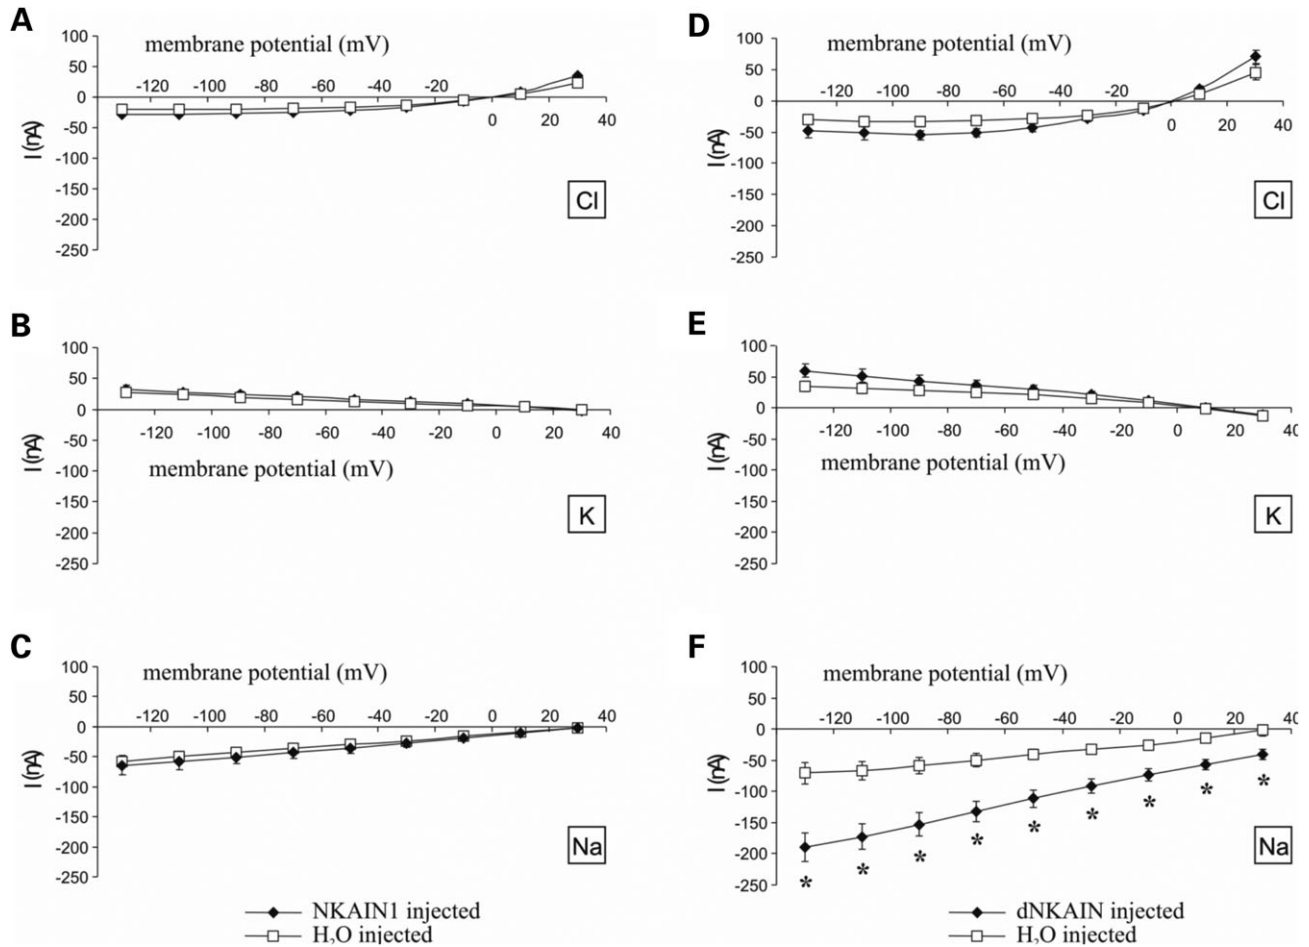 A
membrane potential (mV)
100
50
0
-50
-100
-150
-200
-250
I (nA)
-120 -100 -80 -60 -40 -20 0 20 40
Cl
D
membrane potential (mV)
100
50
0
-50
-100
-150
-200
-250
I (nA)
-120 -100 -80 -60 -40 -20 0 20 40
Cl
B
100
50
0
-50
-100
-150
-200
-250
I (nA)
-120 -100 -80 -60 -40 -20 0 20 40
membrane potential (mV)
K
E
100
50
0
-50
-100
-150
-200
-250
I (nA)
-120 -100 -80 -60 -40 -20 0 20 40
membrane potential (mV)
K
C
membrane potential (mV)
100
50
0
-50
-100
-150
-200
-250
I (nA)
-120 -100 -80 -60 -40 -20 0 20 40
Na
NKAIN1 injected
H₂O injected
F
membrane potential (mV)
100
50
0
-50
-100
-150
-200
-250
I (nA)
-120 -100 -80 -60 -40 -20 0 20 40
* * * * * * * * *
Na
dNKAIN injected
H₂O injected